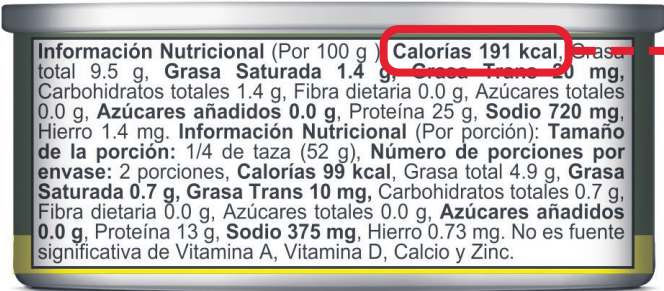 Información Nutricional (Por 100 g ) Calorías 191 kcal, Grasa
total 9.5 g, Grasa Saturada 1.4 g, Grasa Trans 20 mg,
Carbohidratos totales 1.4 g, Fibra dietaria 0.0 g, Azúcares totales
0.0 g, Azúcares añadidos 0.0 g, Proteína 25 g, Sodio 720 mg,
Hierro 1.4 mg. Información Nutricional (Por porción): Tamaño
de la porción: 1/4 de taza (52 g), Número de porciones por
envase: 2 porciones, Calorías 99 kcal, Grasa total 4.9 g, Grasa
Saturada 0.7 g, Grasa Trans 10 mg, Carbohidratos totales 0.7 g,
Fibra dietaria 0.0 g, Azúcares totales 0.0 g, Azúcares añadidos
0.0 g, Proteína 13 g, Sodio 375 mg, Hierro 0.73 mg. No es fuente
significativa de Vitamina A, Vitamina D, Calcio y Zinc.